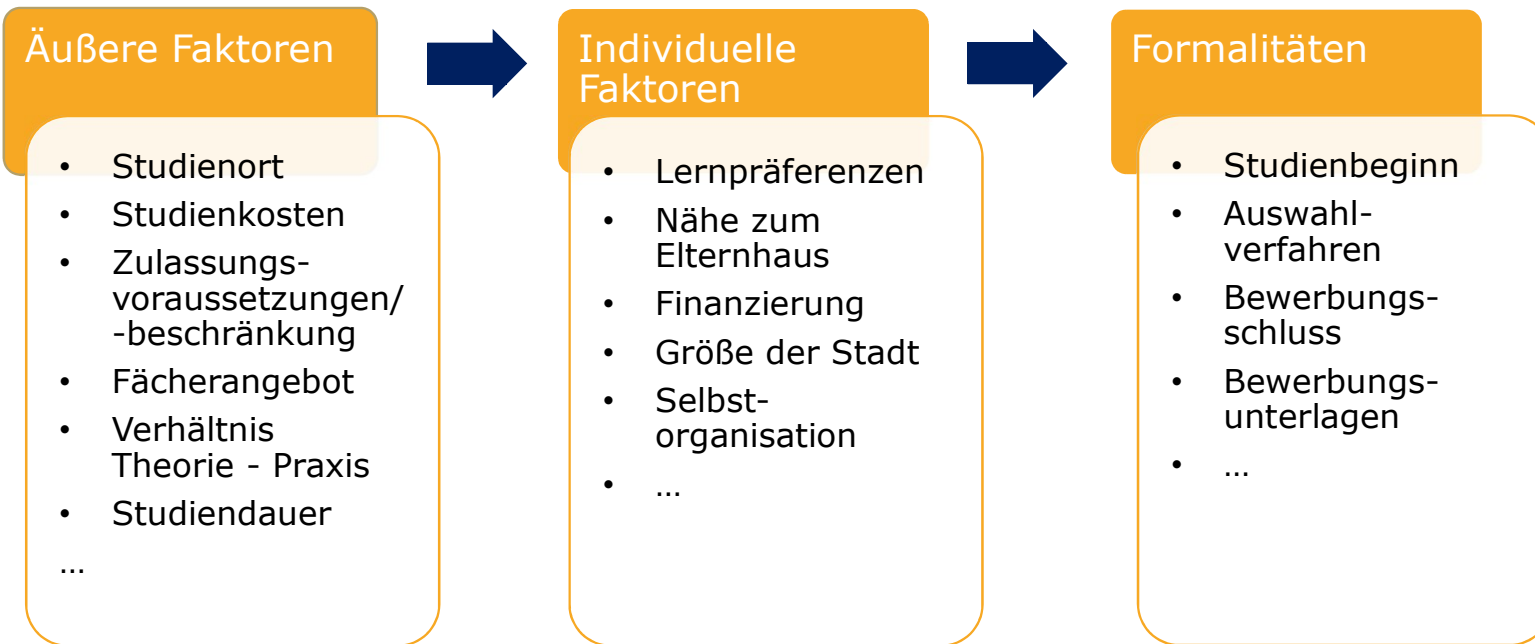 Äußere Faktoren
• Studienort
• Studienkosten
• Zulassungs-
voraussetzungen/
-beschränkung
• Fächerangebot
• Verhältnis
Theorie - Praxis
• Studiendauer
…
Individuelle
Faktoren
• Lernpräferenzen
• Nähe zum
Elternhaus
• Finanzierung
• Größe der Stadt
• Selbst-
organisation
• …
Formalitäten
• Studienbeginn
• Auswahl-
verfahren
• Bewerbungs-
schluss
• Bewerbungs-
unterlagen
• …